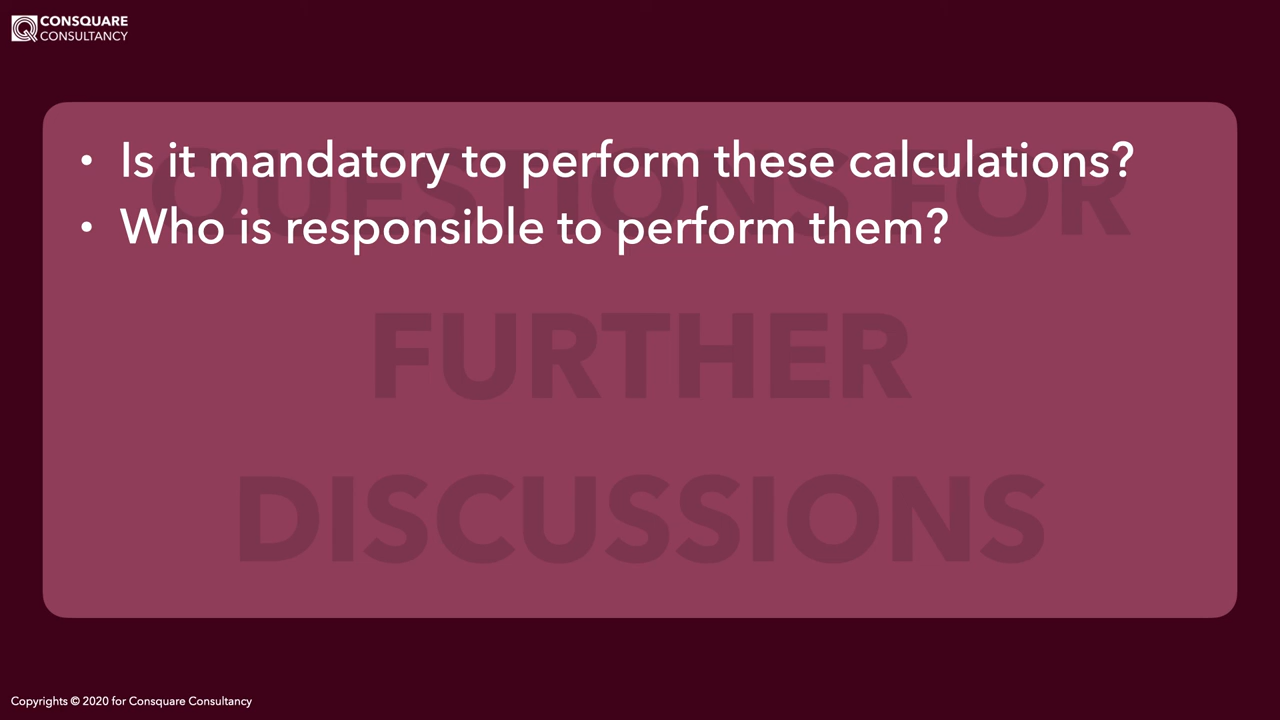 CONSQUARE
CONSULTANCY
QUESTIONS FOR
• Is it mandatory to perform these calculations?
• Who is responsible to perform them?
FURTHER
DISCUSSIONS
Copyrights © 2020 for Consquare Consultancy